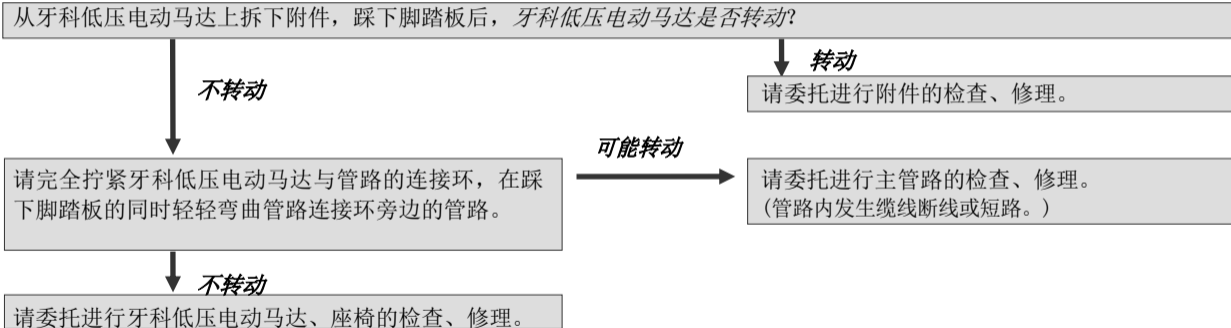 从牙科低压电动马达上拆下附件，踩下脚踏板后，牙科低压电动马达是否转动?
转动
不转动
请委托进行附件的检查、修理。
可能转动
请完全拧紧牙科低压电动马达与管路的连接环，在踩
下脚踏板的同时轻轻弯曲管路连接环旁边的管路。
请委托进行主管路的检查、修理。
(管路内发生缆线断线或短路。)
不转动
请委托进行牙科低压电动马达、座椅的检查、修理。